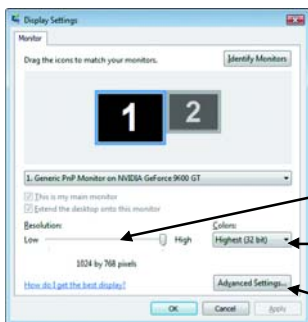 Display Settings
Monitor
Drag the icons to match your monitors.
Identify Monitors
1
2
1. Generic PnP Monitor on NVIDIA GeForce 9600 GT
This is my main monitor
Extend the desktop onto this monitor
Resolution:
Colors:
Low
High
Highest (32 bit)
1024 by 768 pixels
How do I get the best display?
Advanced Settings...
OK
Cancel
Apply